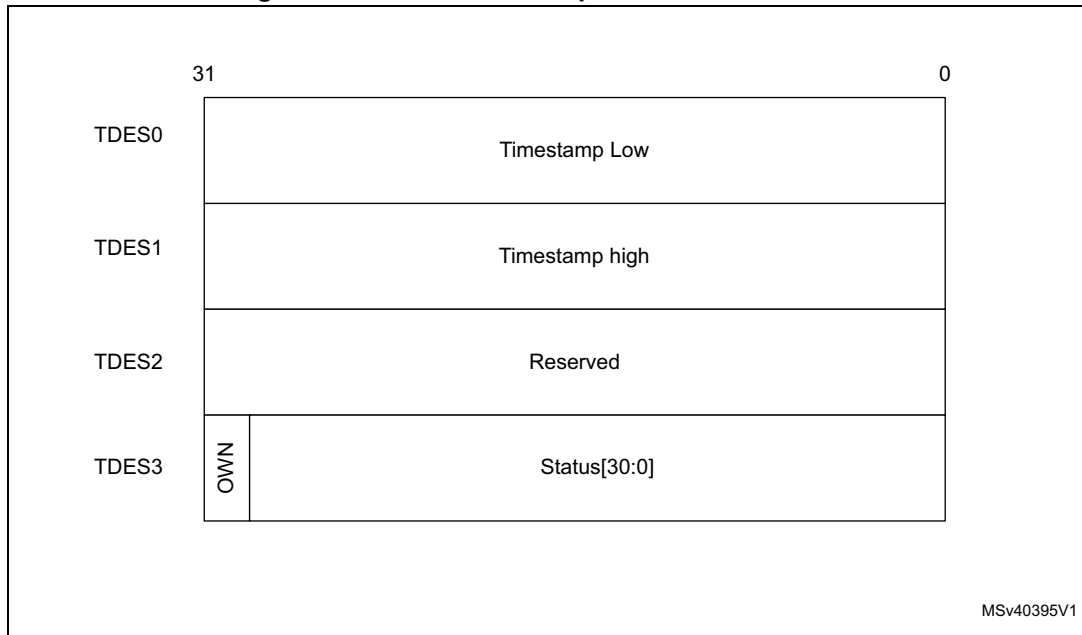 31 0
TDES0 Timestamp Low
TDES1 Timestamp high
TDES2 Reserved
TDES3 OWN Status[30:0]
MSv40395V1